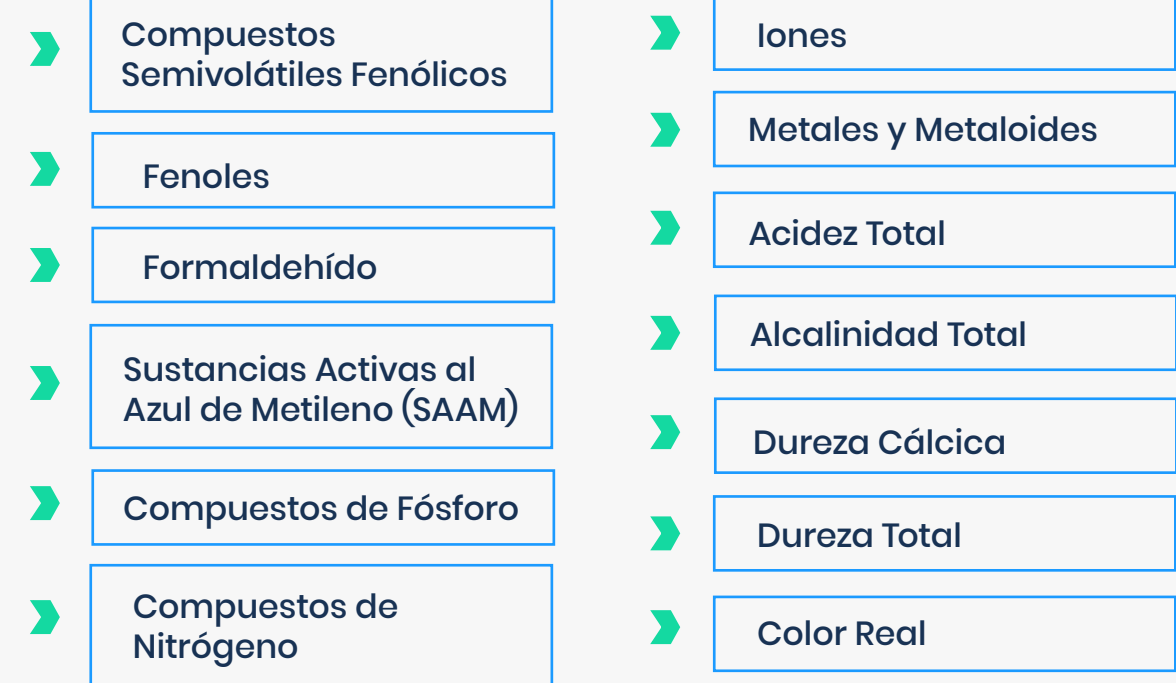 Compuestos
Semivolátiles Fenólicos
Fenoles
Formaldehído
Sustancias Activas al
Azul de Metileno (SAAM)
Compuestos de Fósforo
Compuestos de
Nitrógeno
Iones
Metales y Metaloides
Acidez Total
Alcalinidad Total
Dureza Cálcica
Dureza Total
Color Real